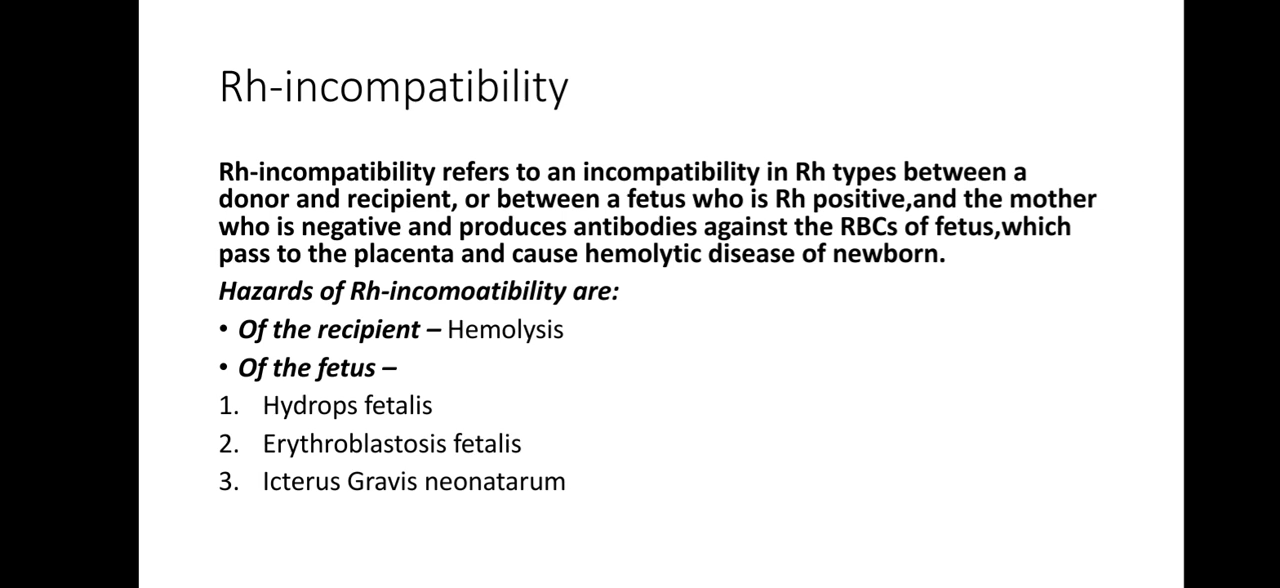 Rh-incompatibility
Rh-incompatibility refers to an incompatibility in Rh types between a
donor and recipient, or between a fetus who is Rh positive,and the mother
who is negative and produces antibodies against the RBCs of fetus,which
pass to the placenta and cause hemolytic disease of newborn.
Hazards of Rh-incomoatibility are:
• Of the recipient – Hemolysis
• Of the fetus –
1. Hydrops fetalis
2. Erythroblastosis fetalis
3. Icterus Gravis neonatarum